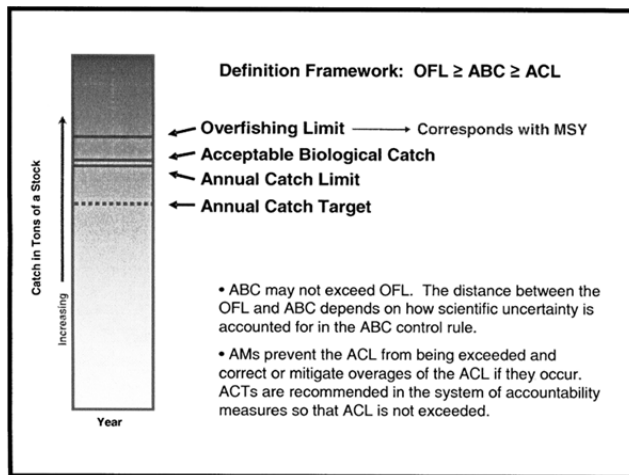 Definition Framework: OFL ≥ ABC ≥ ACL
Overfishing Limit
Corresponds with MSY
Acceptable Biological Catch
Annual Catch Limit
Annual Catch Target
Catch in Tons of a Stock
Increasing
Year
• ABC may not exceed OFL. The distance between the
OFL and ABC depends on how scientific uncertainty is
accounted for in the ABC control rule.
• AMs prevent the ACL from being exceeded and
correct or mitigate overages of the ACL if they occur.
ACTs are recommended in the system of accountability
measures so that ACL is not exceeded.